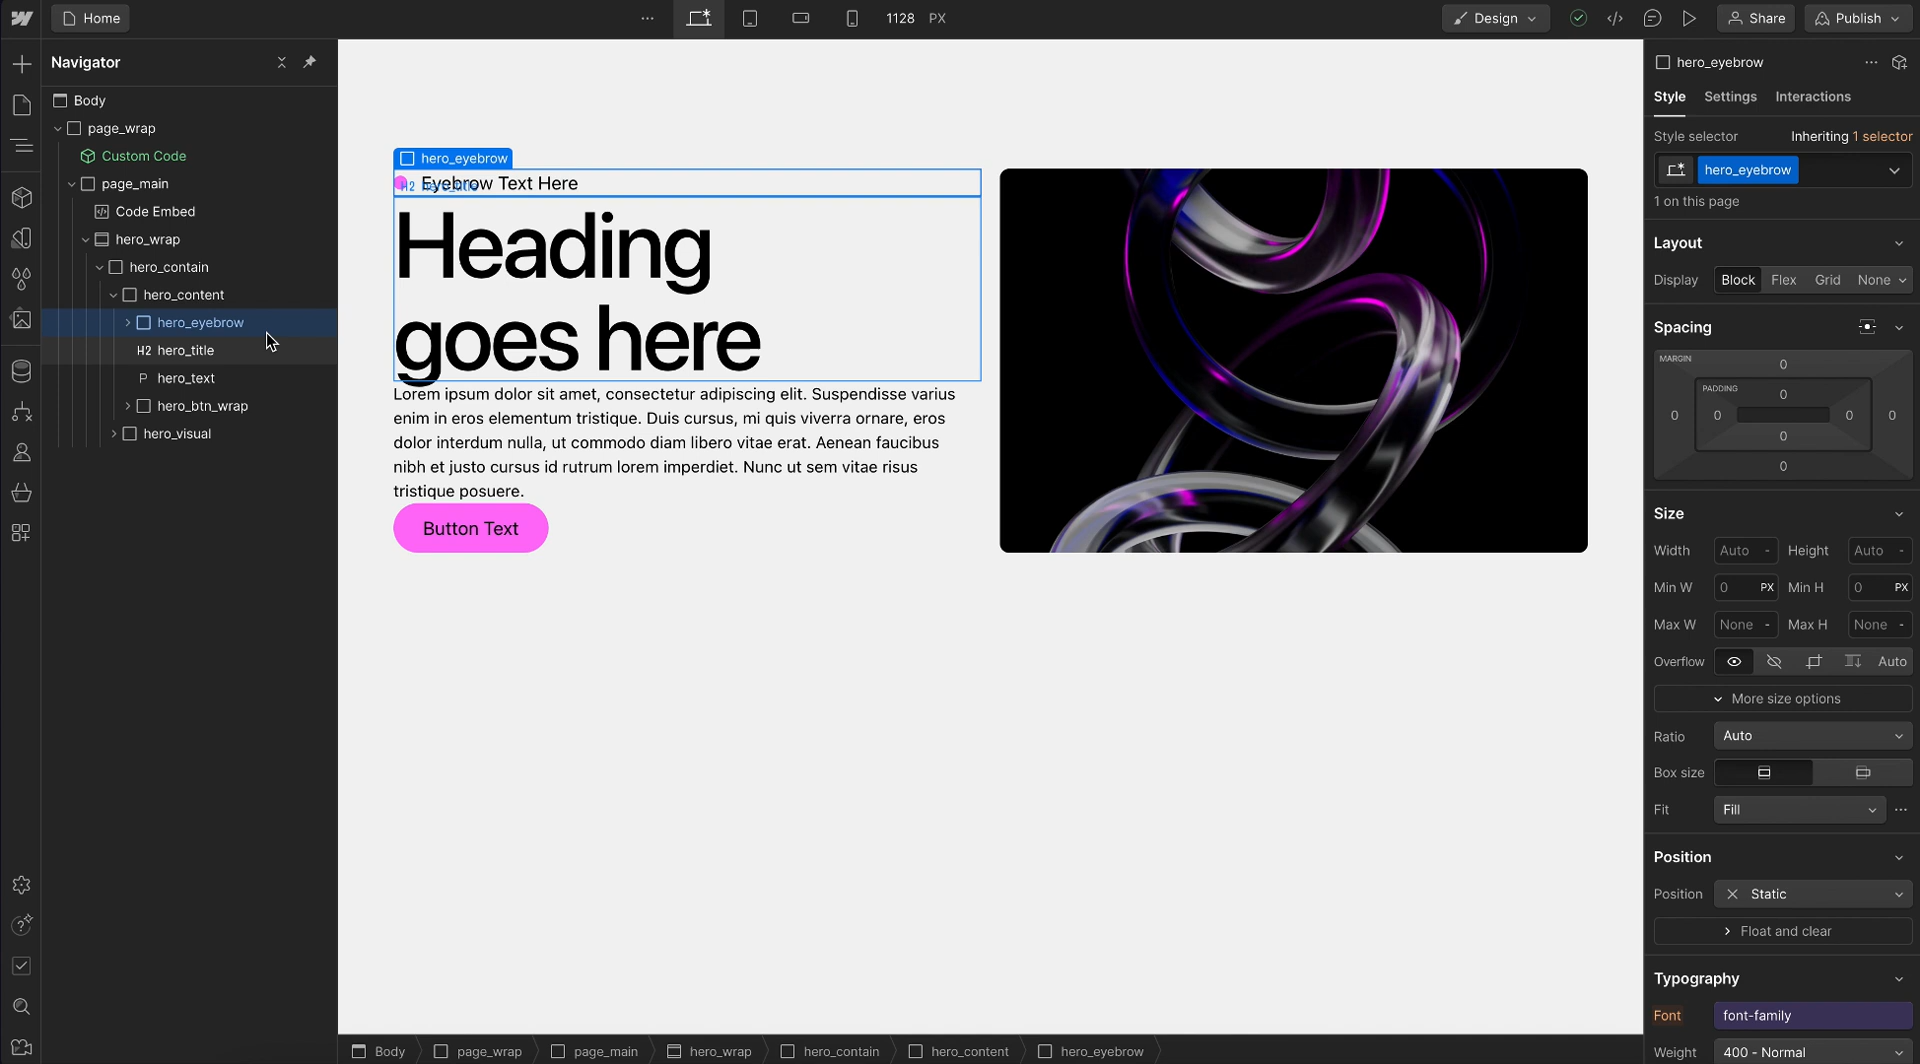 Home
1128 PX
Design
Share
Publish
Navigator
Body
page_wrap
Custom Code
page_main
Code Embed
hero_wrap
hero_contain
hero_content
hero_eyebrow
H2 hero_title
P hero_text
hero_btn_wrap
hero_visual
hero_eyebrow
H2
Eyebrow Text Here
Heading
goes here
Lorem ipsum dolor sit amet, consectetur adipiscing elit. Suspendisse varius
enim in eros elementum tristique. Duis cursus, mi quis viverra ornare, eros
dolor interdum nulla, ut commodo diam libero vitae erat. Aenean faucibus
nibh et justo cursus id rutrum lorem imperdiet. Nunc ut sem vitae risus
tristique posuere.
Button Text
hero_eyebrow
Style Settings Interactions
Style selector Inheriting 1 selector
hero_eyebrow
1 on this page
Layout
Display Block Flex Grid None
Spacing
MARGIN
0
PADDING
0
0 0 0 0
0
0
Size
Width Auto - Height Auto -
Min W 0 PX Min H 0 PX
Max W None - Max H None -
Overflow Auto
More size options
Ratio Auto
Box size
Fit Fill
Position
Position Static
Float and clear
Typography
Font font-family
Weight 400 - Normal
Body page_wrap page_main hero_wrap hero_contain hero_content hero_eyebrow